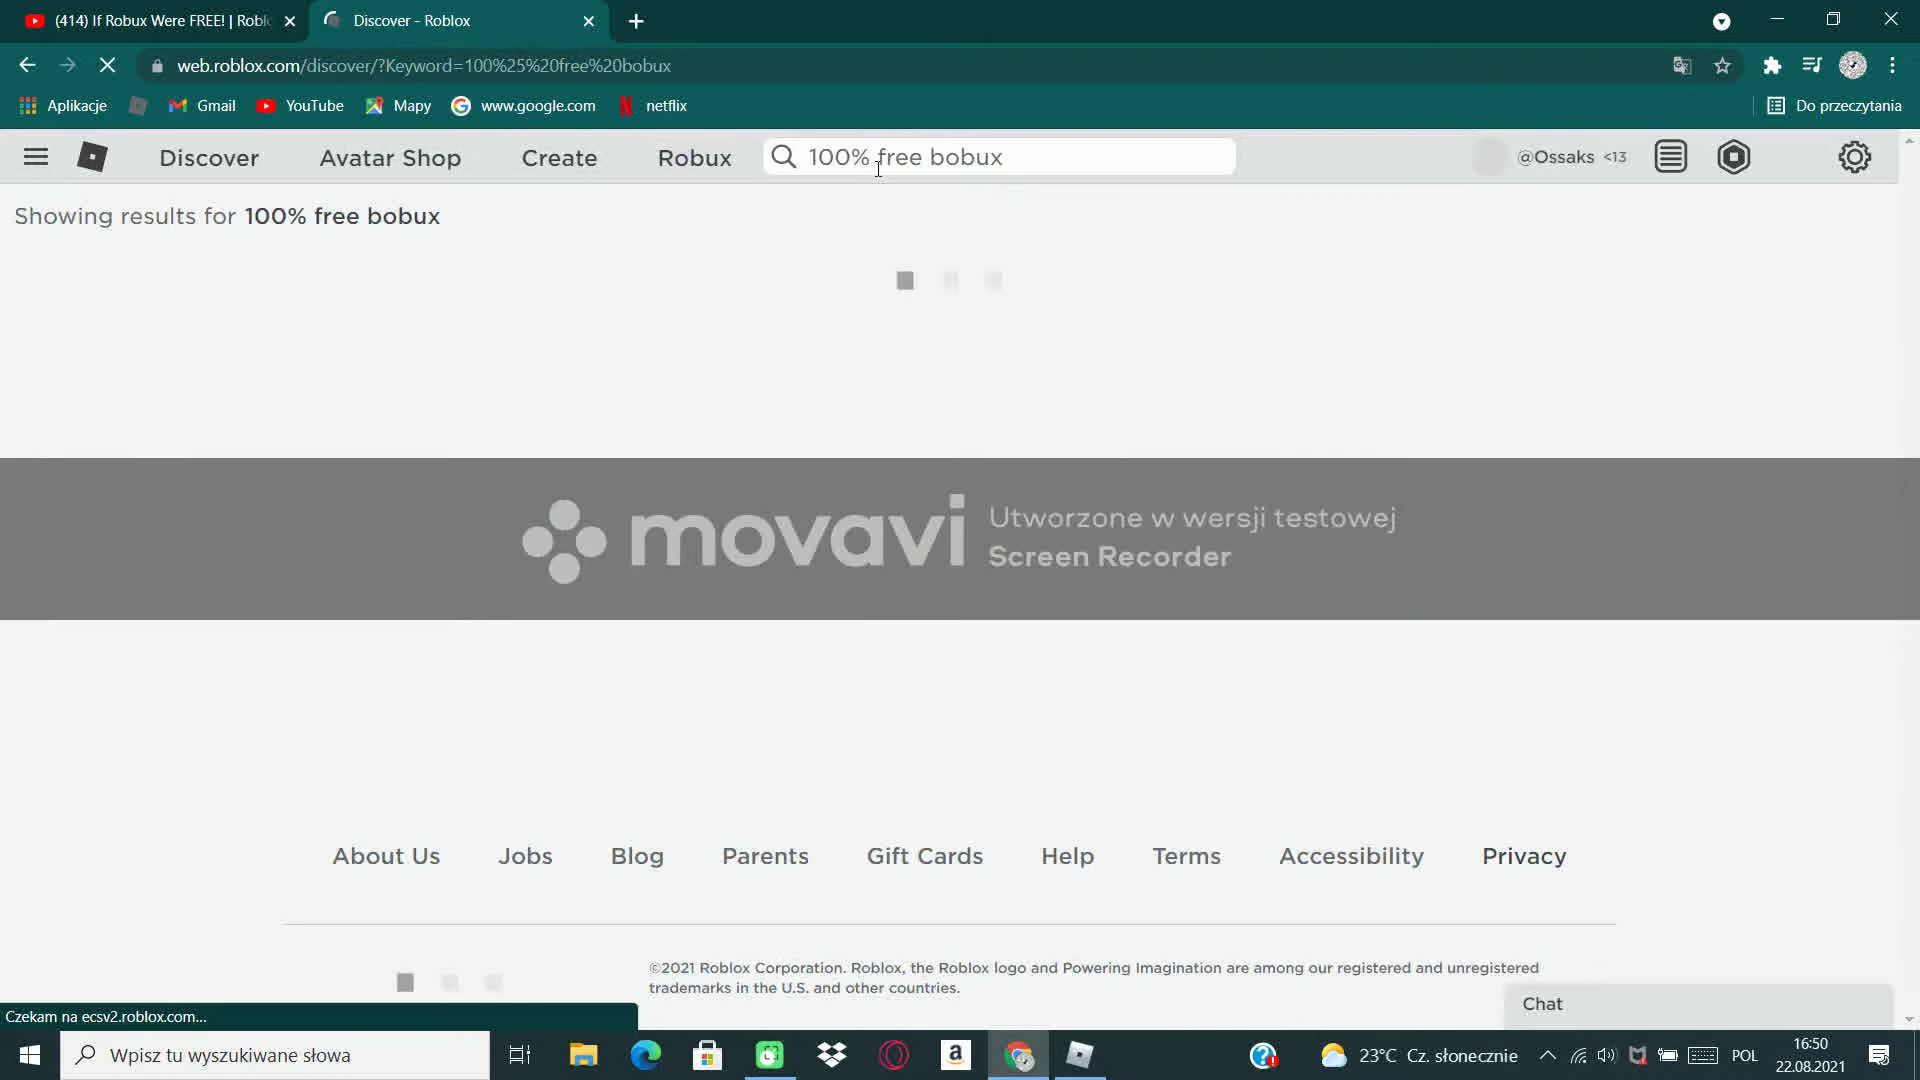 (414) If Robux Were FREE! | Robl
Discover - Roblox
web.roblox.com/discover/?Keyword=100%25%20free%20bobux
Aplikacje
Gmail
YouTube
Mapy
www.google.com
netflix
Do przeczytania
Discover
Avatar Shop
Create
Robux
100% free bobux
@Ossaks <13
Showing results for 100% free bobux
movavi
Utworzone w wersji testowej
Screen Recorder
About Us
Jobs
Blog
Parents
Gift Cards
Help
Terms
Accessibility
Privacy
©2021 Roblox Corporation. Roblox, the Roblox logo and Powering Imagination are among our registered and unregistered
trademarks in the U.S. and other countries.
Chat
Czekam na ecsv2.roblox.com...
Wpisz tu wyszukiwane słowa
23°C Cz. słonecznie
POL
16:50
22.08.2021